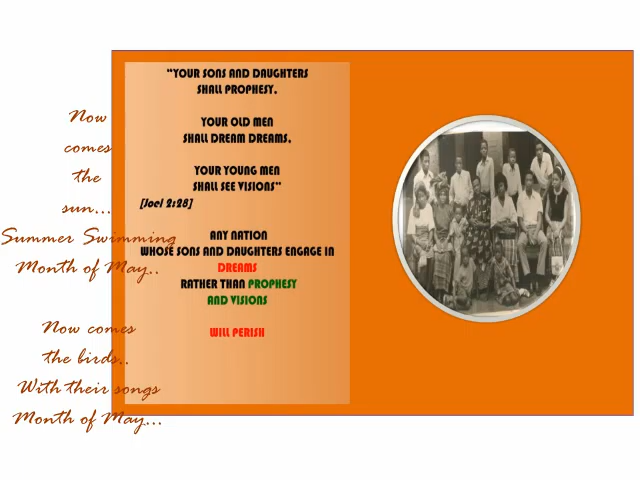 Now
comes
the
sun...
Summer Swimming
Month of May..
Now comes
the birds..
With their songs
Month of May...
“YOUR SONS AND DAUGHTERS
SHALL PROPHESY,
YOUR OLD MEN
SHALL DREAM DREAMS,
YOUR YOUNG MEN
SHALL SEE VISIONS”
[Joel 2:28]
ANY NATION
WHOSE SONS AND DAUGHTERS ENGAGE IN
DREAMS
RATHER THAN PROPHESY
AND VISIONS
WILL PERISH